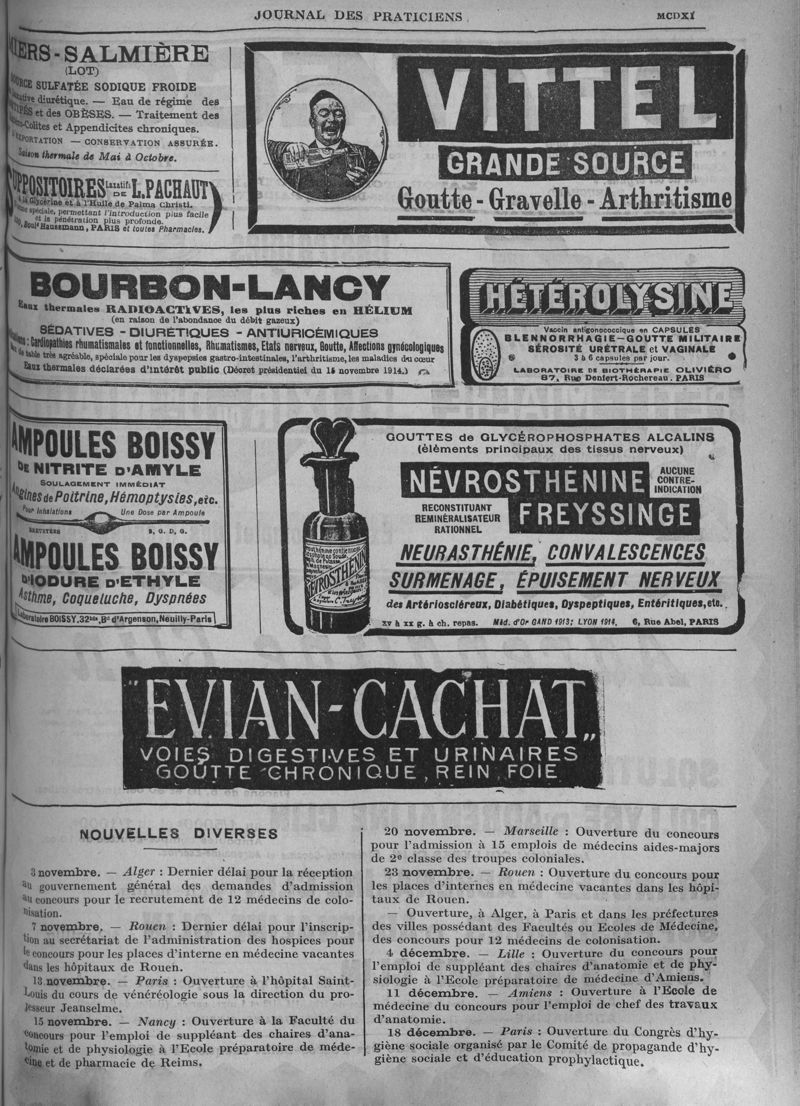 JOURNAL DES PRATICIENS
MCDXI
MIERS-SALMIÈRE
(LOT)
SOURCE SULFATÉE SODIQUE FROIDE
diurétique. — Eau de régime des
et des OBÈSES. — Traitement des
Colites et Appendicites chroniques.
EXPORTATION — CONSERVATION ASSURÉE.
Saison thermale de Mai à Octobre.
SUPPOSITOIRES Laxatifs DE L. PACHAUT
à la Glycérine et à l'Huile de Palma Christi.
spéciale, permettant l'introduction plus facile
et la pénétration plus profonde.
Boul^d Haussmann, PARIS et toutes Pharmacies.
VITTEL
GRANDE SOURCE
Goutte - Gravelle - Arthritisme
BOURBON-LANCY
Eaux thermales RADIOACTIVES, les plus riches en HÉLIUM
(en raison de l'abondance du débit gazeux)
SÉDATIVES - DIURÉTIQUES - ANTIURICÉMIQUES
: Cardiopathies rhumatismales et fonctionnelles, Rhumatismes, Etats nerveux, Goutte, Affections gynécologiques
de table très agréable, spéciale pour les dyspepsies gastro-intestinales, l'arthritisme, les maladies du cœur
Eaux thermales déclarées d'intérêt public (Décret présidentiel du 15 novembre 1914.)
HÉTÉROLYSINE
Vaccin antigonococcique en CAPSULES
BLENNORRHAGIE-GOUTTE MILITAIRE
SÉROSITÉ URÉTRALE et VAGINALE
3 à 6 capsules par jour.
LABORATOIRE DE BIOTHÉRAPIE OLIVIÉRO
87, Rue Denfert-Rochereau. PARIS
AMPOULES BOISSY
DE NITRITE D'AMYLE
SOULAGEMENT IMMÉDIAT
Angines de Poitrine, Hémoptysies, etc.
Pour Inhalations
Une Dose par Ampoule
BREVETÉES
S. G. D. G.
AMPOULES BOISSY
D'IODURE D'ETHYLE
Asthme, Coqueluche, Dyspnées
Laboratoire BOISSY, 32^bis, B^d d'Argenson, Neuilly-Paris
GOUTTES de GLYCÉROPHOSPHATES ALCALINS
(éléments principaux des tissus nerveux)
NÉVROSTHÉNINE
AUCUNE
CONTRE-
INDICATION
RECONSTITUANT
REMINÉRALISATEUR
RATIONNEL
FREYSSINGE
NEURASTHÉNIE, CONVALESCENCES
SURMENAGE, ÉPUISEMENT NERVEUX
des Artérioscléreux, Diabétiques, Dyspeptiques, Entéritiques, etc.
XV à XX g. à ch. repas.
Méd. d'Or GAND 1913; LYON 1914.
6, Rue Abel, PARIS
NEVROSTHÉNINE
"EVIAN-CACHAT"
VOIES DIGESTIVES ET URINAIRES
GOUTTE CHRONIQUE, REIN, FOIE
NOUVELLES DIVERSES
3 novembre. — Alger : Dernier délai pour la réception
au gouvernement général des demandes d'admission
au concours pour le recrutement de 12 médecins de colo-
nisation.
7 novembre. — Rouen : Dernier délai pour l'inscrip-
tion au secrétariat de l'administration des hospices pour
le concours pour les places d'interne en médecine vacantes
dans les hôpitaux de Rouen.
13 novembre. — Paris : Ouverture à l'hôpital Saint-
Louis du cours de vénéréologie sous la direction du pro-
fesseur Jeanselme.
15 novembre. — Nancy : Ouverture à la Faculté du
concours pour l'emploi de suppléant des chaires d'ana-
tomie et de physiologie à l'Ecole préparatoire de méde-
cine et de pharmacie de Reims.
20 novembre. — Marseille : Ouverture du concours
pour l'admission à 15 emplois de médecins aides-majors
de 2e classe des troupes coloniales.
23 novembre. — Rouen : Ouverture du concours pour
les places d'internes en médecine vacantes dans les hôpi-
taux de Rouen.
— Ouverture, à Alger, à Paris et dans les préfectures
des villes possédant des Facultés ou Ecoles de Médecine,
des concours pour 12 médecins de colonisation.
4 décembre. — Lille : Ouverture du concours pour
l'emploi de suppléant des chaires d'anatomie et de phy-
siologie à l'Ecole préparatoire de médecine d'Amiens.
11 décembre. — Amiens : Ouverture à l'Ecole de
médecine du concours pour l'emploi de chef des travaux
d'anatomie.
18 décembre. — Paris : Ouverture du Congrès d'hy-
giène sociale organisé par le Comité de propagande d'hy-
giène sociale et d'éducation prophylactique.